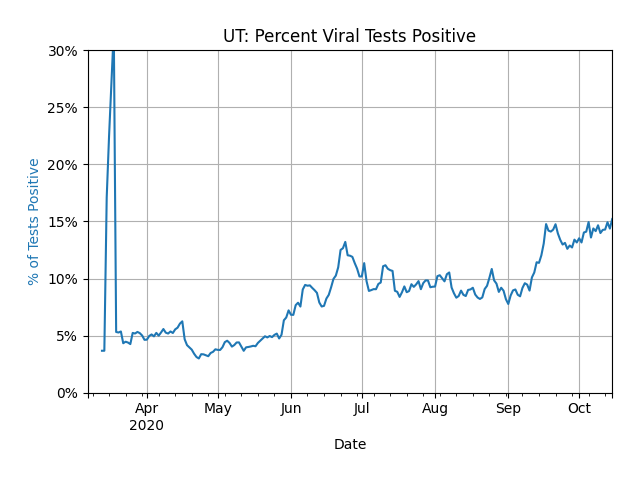 UT: Percent Viral Tests Positive
30%
25%
20%
15%
10%
5%
0%
% of Tests Positive
Apr May Jun Jul Aug Sep Oct
2020
Date